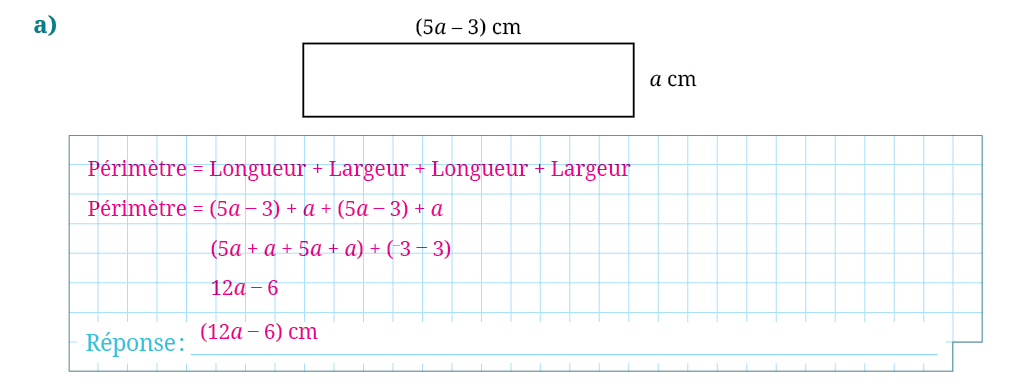 a)
(5a – 3) cm
a cm
Périmètre = Longueur + Largeur + Longueur + Largeur
Périmètre = (5a – 3) + a + (5a – 3) + a
(5a + a + 5a + a) + (⁻3 – 3)
12a – 6
Réponse : (12a – 6) cm